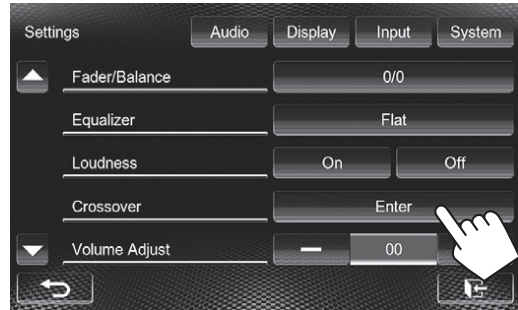 Settings Audio Display Input System
Fader/Balance 0/0
Equalizer Flat
Loudness On Off
Crossover Enter
Volume Adjust 00